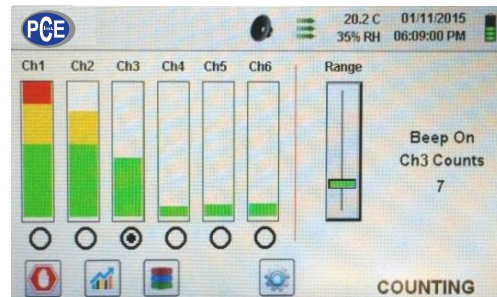 PCE
20.2 C 01/11/2015
35% RH 06:09:00 PM
Ch1 Ch2 Ch3 Ch4 Ch5 Ch6 Range
Beep On
Ch3 Counts
7
COUNTING